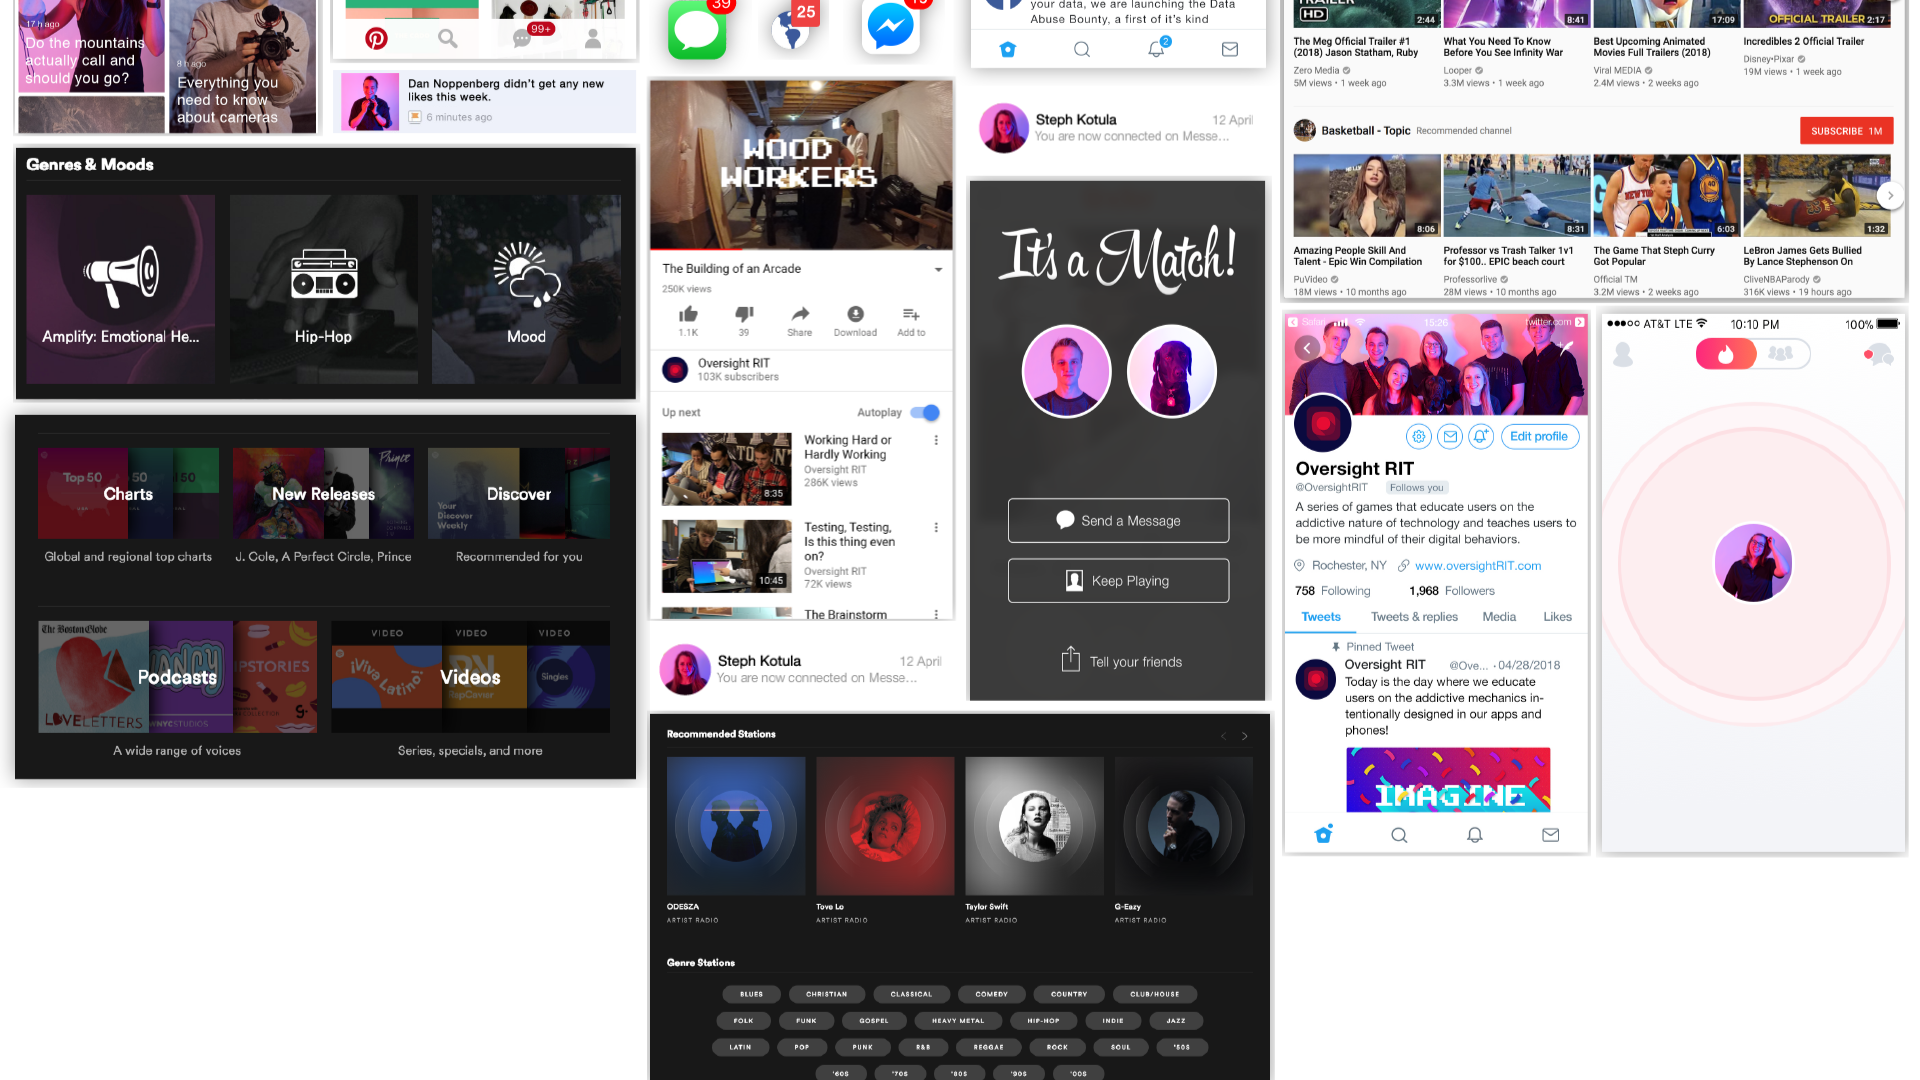 17 h ago
Do the mountains
actually call and
should you go?
8 h ago
Everything you
need to know
about cameras
99+
Dan Noppenberg didn't get any new
likes this week.
6 minutes ago
Genres & Moods
Amplify: Emotional He...
Hip-Hop
Mood
Top 50
50
Charts
Global and regional top charts
Prince
New Releases
J. Cole, A Perfect Circle, Prince
Your
Discover
Weekly
Discover
Recommended for you
The Boston Globe
LOVELETTERS
Podcasts
A wide range of voices
VIDEO
VIDEO
VIDEO
¡Viva Latino!
RapCaviar
Singles
Videos
Series, specials, and more
39
25
WOOD
WORKERS
The Building of an Arcade
250K views
1.1K
39
Share
Download
Add to
Oversight RIT
103K subscribers
Up next
Autoplay
Working Hard or
Hardly Working
Oversight RIT
286K views
8:35
Testing, Testing,
Is this thing even
on?
Oversight RIT
72K views
10:45
The Brainstorm
Steph Kotula
12 April
You are now connected on Messe...
Recommended Stations
ODESZA
ARTIST RADIO
Tove Lo
ARTIST RADIO
Taylor Swift
ARTIST RADIO
G-Eazy
ARTIST RADIO
Genre Stations
BLUES
CHRISTIAN
CLASSICAL
COMEDY
COUNTRY
CLUB/HOUSE
FOLK
FUNK
GOSPEL
HEAVY METAL
HIP-HOP
INDIE
JAZZ
LATIN
POP
PUNK
R&B
REGGAE
ROCK
SOUL
'50S
'60S
'70S
'80S
'90S
'00S
your data, we are launching the Data
Abuse Bounty, a first of it's kind
2
Steph Kotula
12 April
You are now connected on Messe...
It's a Match!
Send a Message
Keep Playing
Tell your friends
TRAILER
HD
2:44
The Meg Official Trailer #1
(2018) Jason Statham, Ruby
Zero Media
5M views • 1 week ago
8:41
What You Need To Know
Before You See Infinity War
Looper
3.3M views • 1 week ago
17:09
Best Upcoming Animated
Movies Full Trailers (2018)
Viral MEDIA
2.4M views • 2 weeks ago
OFFICIAL TRAILER 2:17
Incredibles 2 Official Trailer
Disney•Pixar
19M views • 1 week ago
Basketball - Topic
Recommended channel
SUBSCRIBE 1M
8:06
Amazing People Skill And
Talent - Epic Win Compilation
PuVideo
18M views • 10 months ago
8:31
Professor vs Trash Talker 1v1
for $100.. EPIC beach court
Professorlive
28M views • 10 months ago
NEW YORK
40
6:03
The Game That Steph Curry
Got Popular
Official TM
3.2M views • 2 weeks ago
1:32
LeBron James Gets Bullied
By Lance Stephenson On
CliveNBAParody
316K views • 19 hours ago
Safari
15:26
twitter.com
Edit profile
Oversight RIT
@OversightRIT
Follows you
A series of games that educate users on the
addictive nature of technology and teaches users to
be more mindful of their digital behaviors.
Rochester, NY
www.oversightRIT.com
758 Following
1,968 Followers
Tweets
Tweets & replies
Media
Likes
Pinned Tweet
Oversight RIT
@Ove... · 04/28/2018
Today is the day where we educate
users on the addictive mechanics in-
tentionally designed in our apps and
phones!
IMAGINE
AT&T LTE
10:10 PM
100%